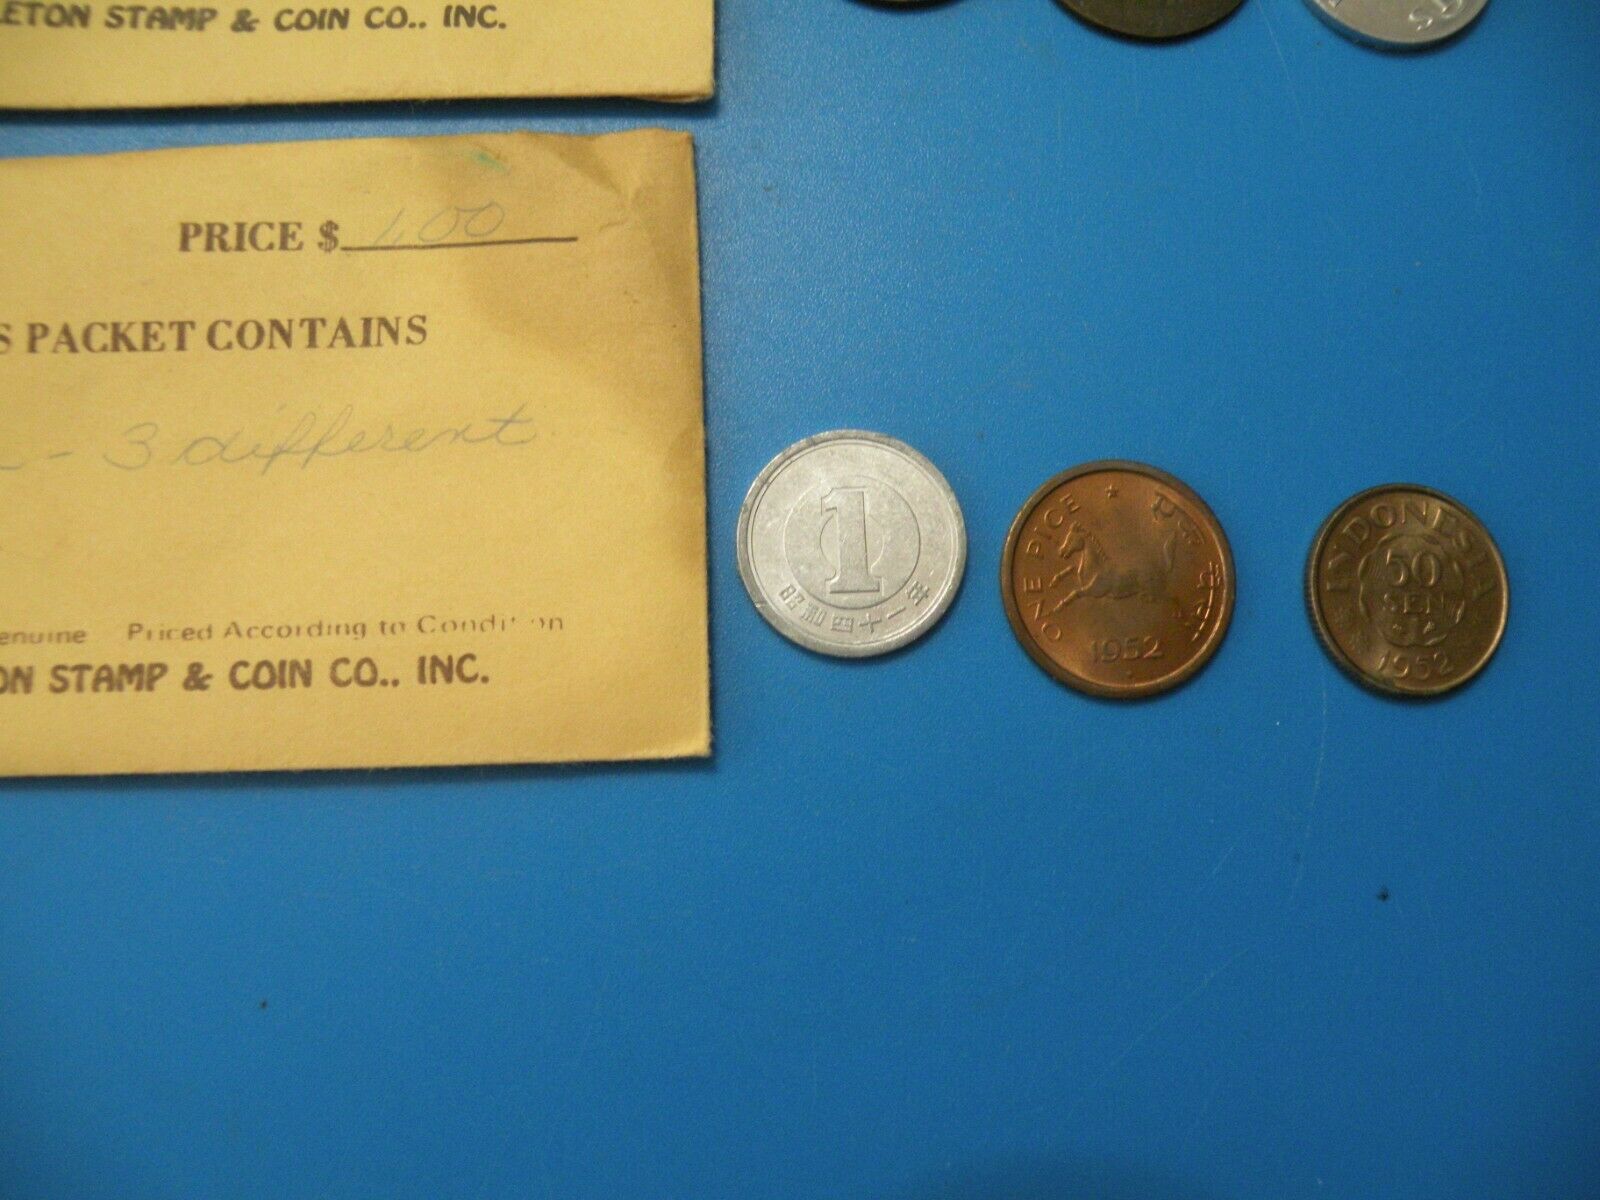 ETON STAMP & COIN CO., INC.
PRICE $ 1.00
S PACKET CONTAINS
- 3 different
enuine Priced According to Condition
ON STAMP & COIN CO., INC.
1
昭和四十一年
ONE PICE
एक पैसा
1952
INDONESIA
50
SEN
1952